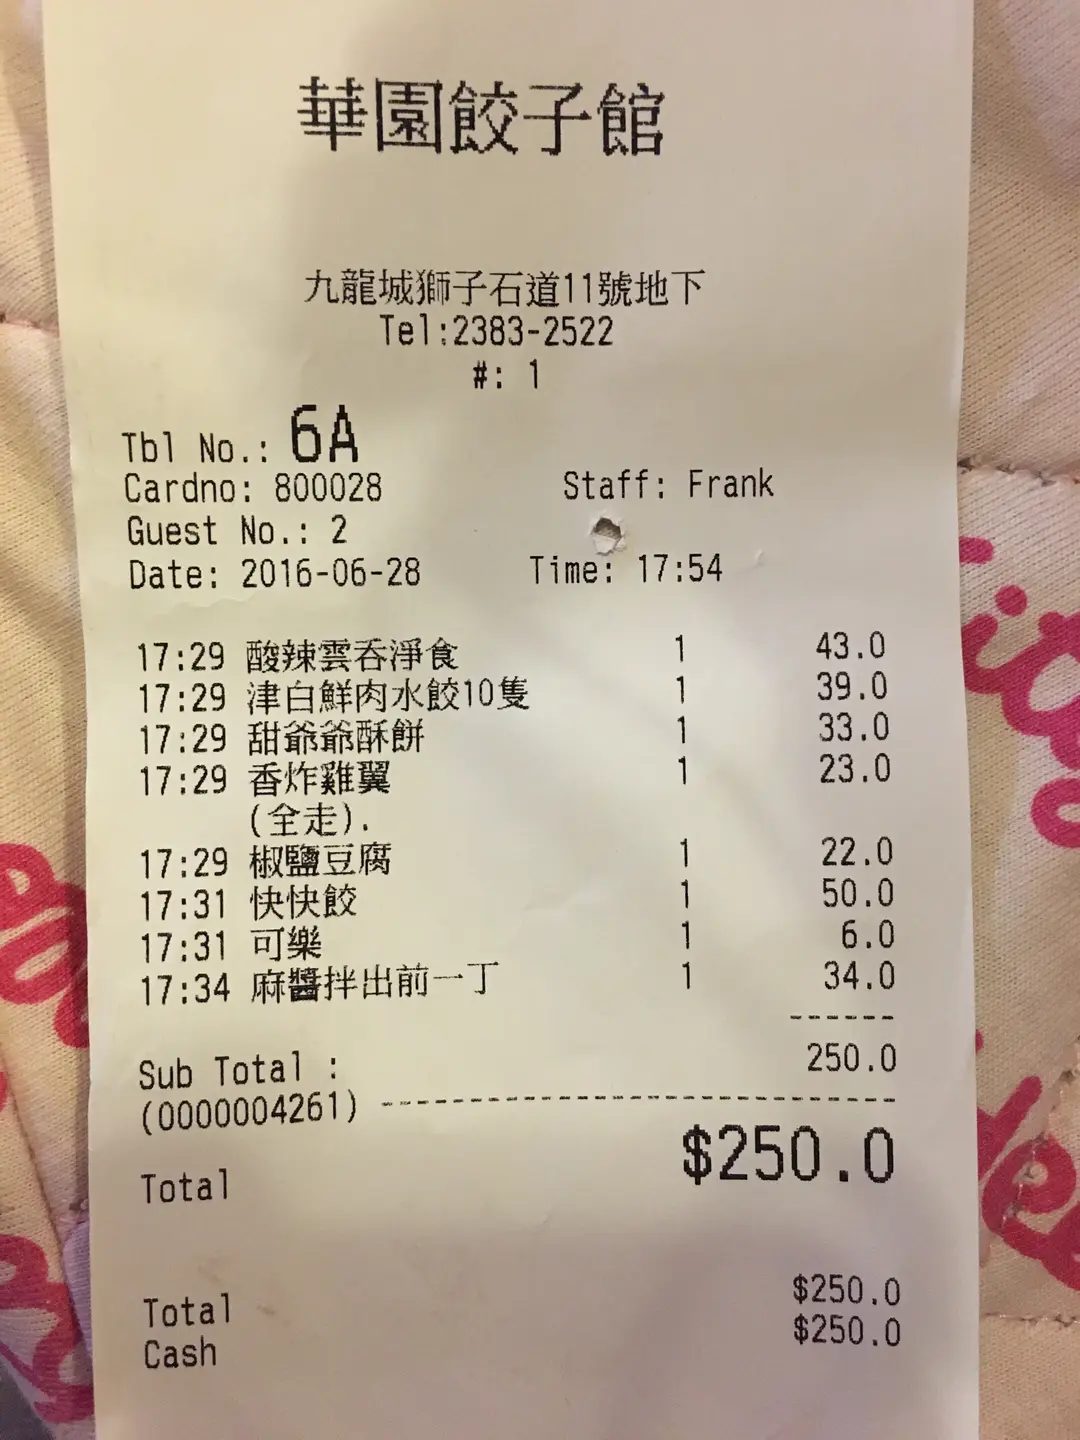 華園餃子館
九龍城獅子石道11號地下
Tel:2383-2522
#: 1
Tbl No.: 6A
Cardno: 800028 Staff: Frank
Guest No.: 2
Date: 2016-06-28 Time: 17:54
17:29 酸辣雲吞淨食 1 43.0
17:29 津白鮮肉水餃10隻 1 39.0
17:29 甜爺爺酥餅 1 33.0
17:29 香炸雞翼 1 23.0
(全走).
17:29 椒鹽豆腐 1 22.0
17:31 快快餃 1 50.0
17:31 可樂 1 6.0
17:34 麻醬拌出前一丁 1 34.0
------
Sub Total : 250.0
(0000004261) ------------------------------
Total $250.0
Total $250.0
Cash $250.0